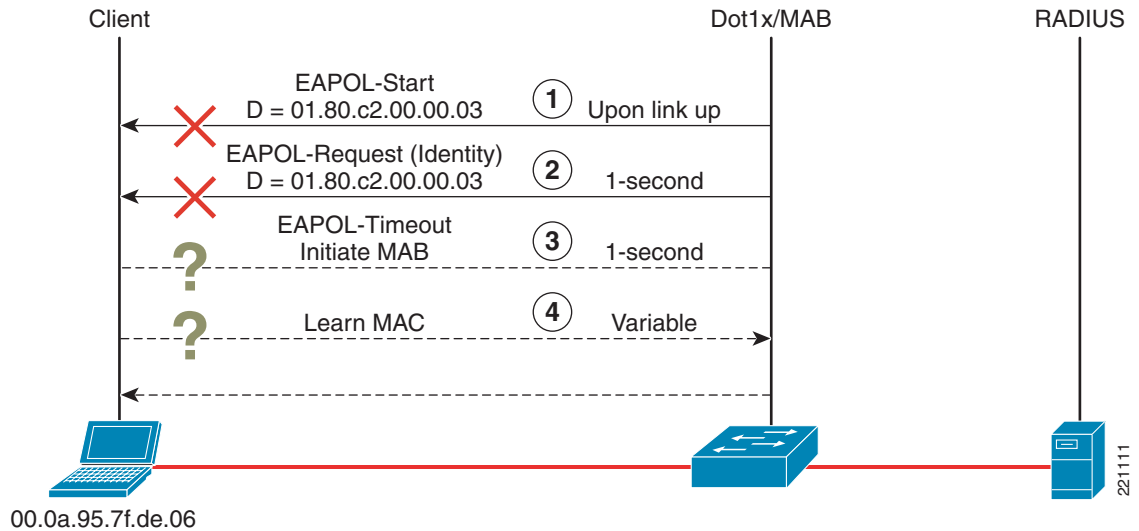 Client
Dot1x/MAB
RADIUS
EAPOL-Start
D = 01.80.c2.00.00.03
1
Upon link up
EAPOL-Request (Identity)
D = 01.80.c2.00.00.03
2
1-second
EAPOL-Timeout
Initiate MAB
3
1-second
?
Learn MAC
4
Variable
?
221111
00.0a.95.7f.de.06